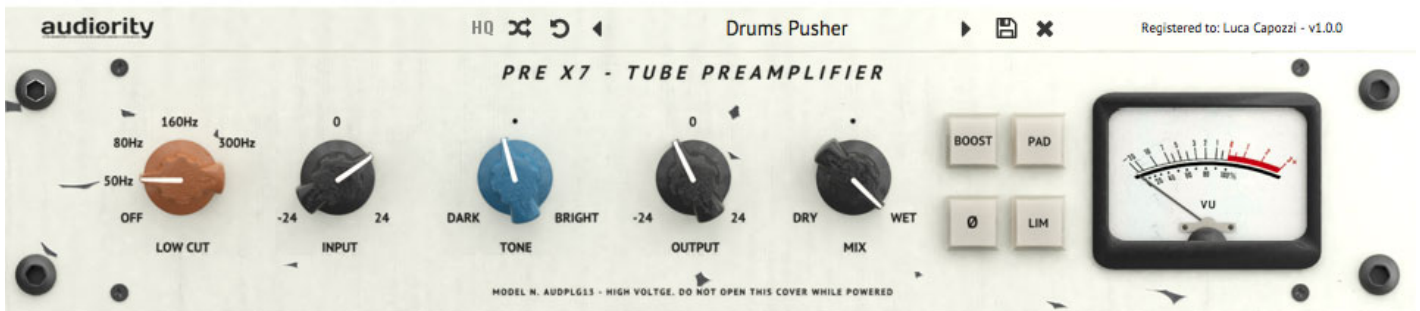 audiority HQ Drums Pusher Registered to: Luca Capozzi - v1.0.0
PRE X7 - TUBE PREAMPLIFIER
160Hz 0 0
80Hz 300Hz BOOST PAD
50Hz
OFF -24 24 DARK BRIGHT -24 24 DRY WET Ø LIM
LOW CUT INPUT TONE OUTPUT MIX
VU
MODEL N. AUDPLG13 - HIGH VOLTGE. DO NOT OPEN THIS COVER WHILE POWERED